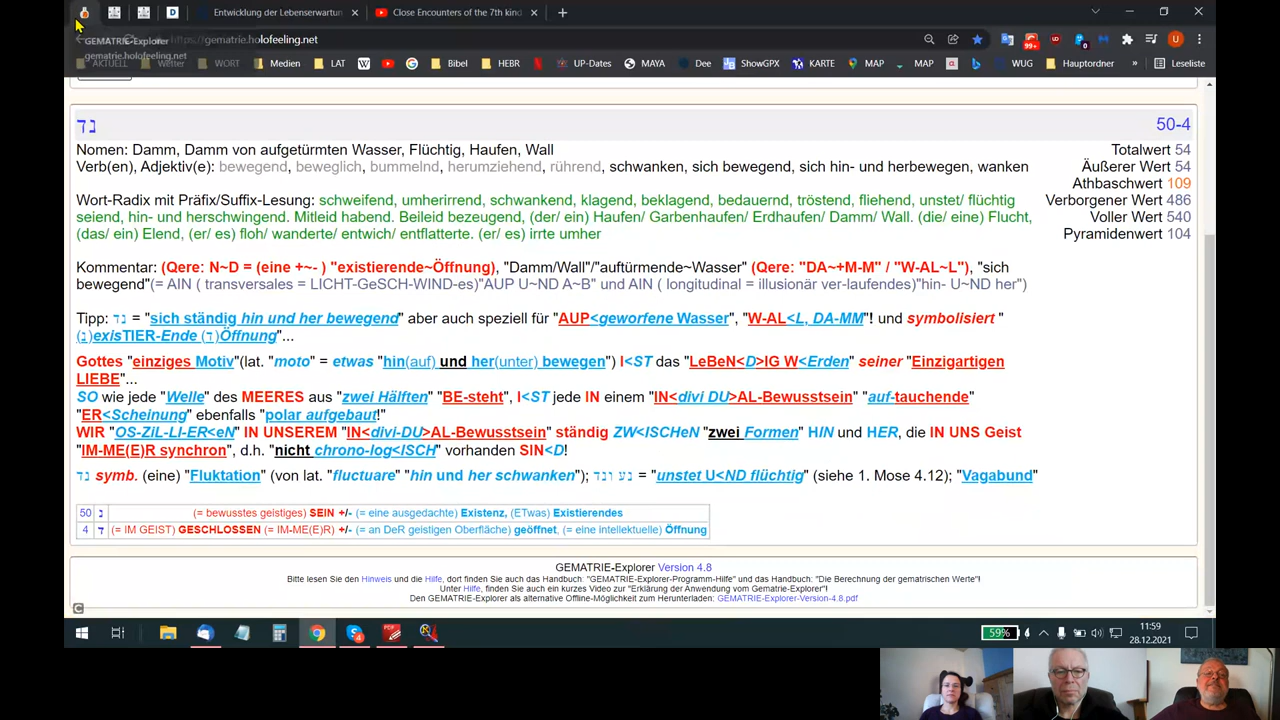 Entwicklung der Lebenserwartun
Close Encounters of the 7th kind
GEMATRIE-Explorer
gematrie.holofeeling.net
https://gematrie.holofeeling.net
AKTUELL Weiter WORT Medien LAT Bibel HEBR UP-Dates MAYA Dee ShowGPX KARTE MAP MAP WUG Hauptordner » Leseliste
נד 50-4
Nomen: Damm, Damm von aufgetürmten Wasser, Flüchtig, Haufen, Wall
Verb(en), Adjektiv(e): bewegend, beweglich, bummelnd, herumziehend, rührend, schwanken, sich bewegend, sich hin- und herbewegen, wanken
Totalwert 54
Äußerer Wert 54
Athbaschwert 109
Verborgener Wert 486
Voller Wert 540
Pyramidenwert 104
Wort-Radix mit Präfix/Suffix-Lesung: schweifend, umherirrend, schwankend, klagend, beklagend, bedauernd, tröstend, fliehend, unstet/ flüchtig
seiend, hin- und herschwingend. Mitleid habend. Beileid bezeugend, (der/ ein) Haufen/ Garbenhaufen/ Erdhaufen/ Damm/ Wall. (die/ eine) Flucht,
(das/ ein) Elend, (er/ es) floh/ wanderte/ entwich/ entflatterte. (er/ es) irrte umher
Kommentar: (Qere: N~D = (eine +~- ) "existierende~Öffnung), "Damm/Wall"/"auftürmende~Wasser" (Qere: "DA~+M-M" / "W-AL~L"), "sich
bewegend"(= AIN ( transversales = LICHT-GeSCH-WIND-es)"AUP U~ND A~B" und AIN ( longitudinal = illusionär ver-laufendes)"hin- U~ND her")
Tipp: נד = "sich ständig hin und her bewegend" aber auch speziell für "AUP<geworfene Wasser", "W-AL<L, DA-MM"! und symbolisiert "
(נ)exisTIER-Ende (ד)Öffnung"...
Gottes "einziges Motiv"(lat. "moto" = etwas "hin(auf) und her(unter) bewegen") I<ST das "LeBeN<D>IG W<Erden" seiner "Einzigartigen
LIEBE"...
SO wie jede "Welle" des MEERES aus "zwei Hälften" "BE-steht", I<ST jede IN einem "IN<divi DU>AL-Bewusstsein" "auf-tauchende"
"ER<Scheinung" ebenfalls "polar aufgebaut!"
WIR "OS-ZiL-LI-ER<eN" IN UNSEREM "IN<divi-DU>AL-Bewusstsein" ständig ZW<ISCHeN "zwei Formen" HIN und HER, die IN UNS Geist
"IM-ME(E)R synchron", d.h. "nicht chrono-log<ISCH" vorhanden SIN<D!
נד symb. (eine) "Fluktation" (von lat. "fluctuare" "hin und her schwanken"); נע ונד = "unstet U<ND flüchtig" (siehe 1. Mose 4.12); "Vagabund"
50 נ (= bewusstes geistiges) SEIN +/- (= eine ausgedachte) Existenz, (ETwas) Existierendes
4 ד (= IM GEIST) GESCHLOSSEN (= IM-ME(E)R) +/- (= an DeR geistigen Oberfläche) geöffnet, (= eine intellektuelle) Öffnung
GEMATRIE-Explorer Version 4.8
Bitte lesen Sie den Hinweis und die Hilfe, dort finden Sie auch das Handbuch: "GEMATRIE-Explorer-Programm-Hilfe" und das Handbuch: "Die Berechnung der gematrischen Werte"!
Unter Hilfe, finden Sie auch ein kurzes Video zur "Erklärung der Anwendung vom Gematrie-Explorer"!
Den GEMATRIE-Explorer als alternative Offline-Möglichkeit zum Herunterladen: GEMATRIE-Explorer-Version-4.8.pdf
59%
11:59
28.12.2021